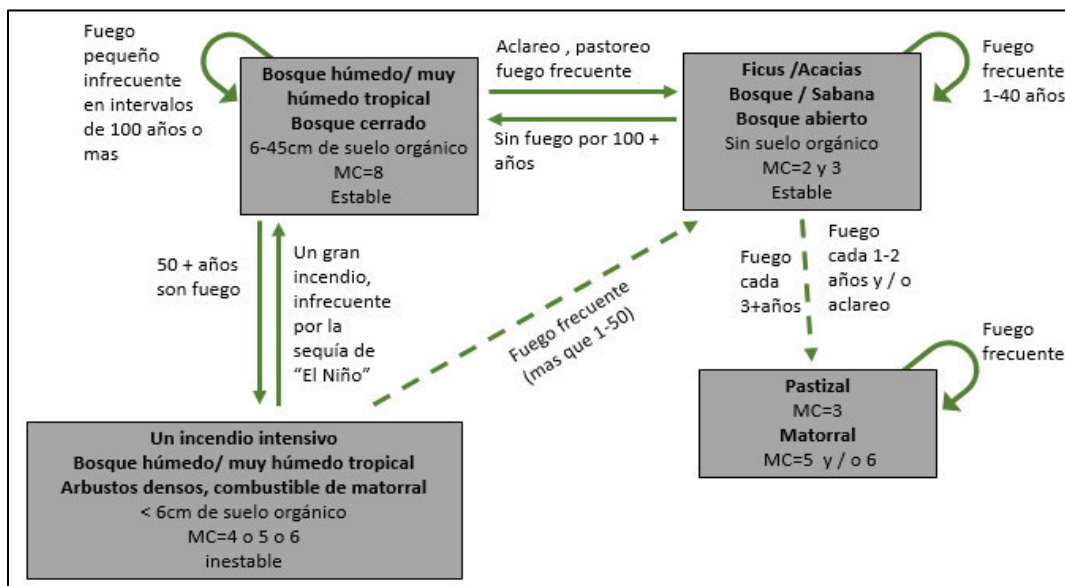 Fuego
pequeño
infrecuente
en intervalos
de 100 años o
mas
Bosque húmedo/ muy
húmedo tropical
Bosque cerrado
6-45cm de suelo orgánico
MC=8
Estable
Aclareo , pastoreo
fuego frecuente
Sin fuego por 100 +
años
Ficus /Acacias
Bosque / Sabana
Bosque abierto
Sin suelo orgánico
MC=2 y 3
Estable
Fuego
frecuente
1-40 años
50 + años
son fuego
Un gran
incendio,
infrecuente
por la
sequía de
“El Niño”
Fuego frecuente
(mas que 1-50)
Fuego
cada
3+años
Fuego
cada 1-2
años y / o
aclareo
Fuego
frecuente
Pastizal
MC=3
Matorral
MC=5 y / o 6
Un incendio intensivo
Bosque húmedo/ muy húmedo tropical
Arbustos densos, combustible de matorral
< 6cm de suelo orgánico
MC=4 o 5 o 6
inestable